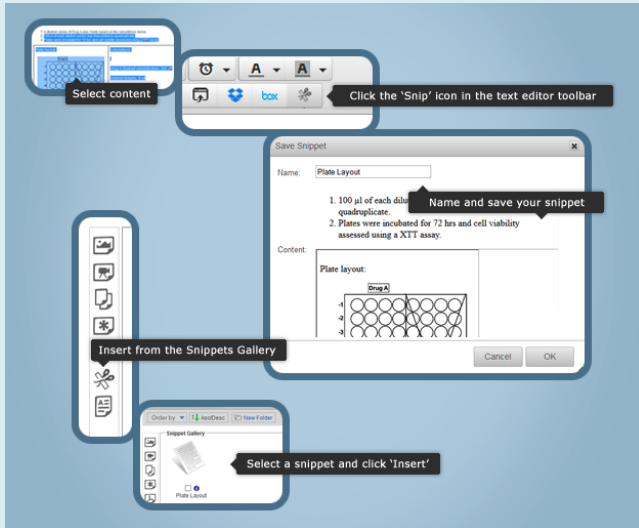 Select content
A
A
box
Click the ‘Snip’ icon in the text editor toolbar
Save Snippet
Name:
Plate Layout
Name and save your snippet
1. 100 µl of each
quadruplicate.
2. Plates were incubated for 72 hrs and cell viability
assessed using a XTT assay.
Content:
Plate layout:
Drug A
-1
-2
-3
Cancel
OK
Insert from the Snippets Gallery
Order by
Asc/Desc
New Folder
Snippet Gallery
Plate Layout
Select a snippet and click ‘Insert’